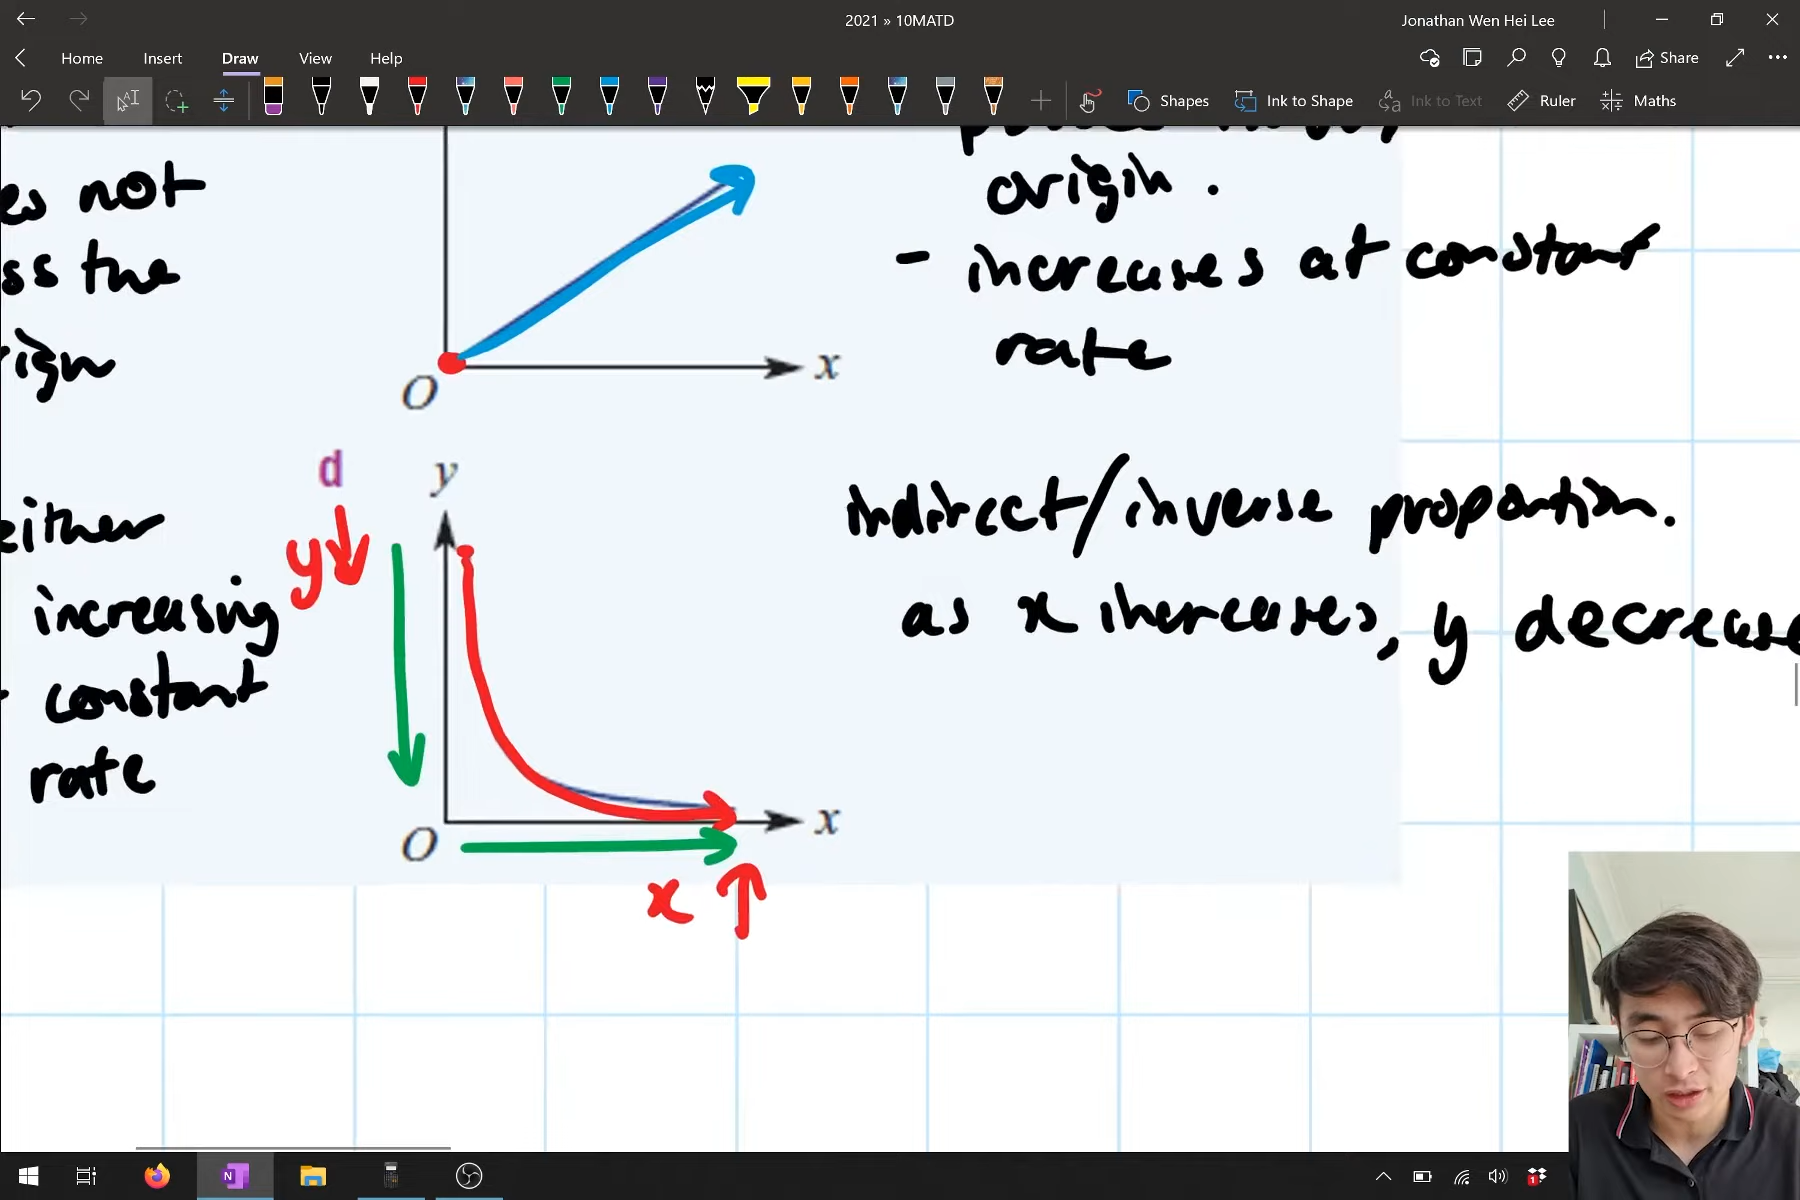 2021 » 10MATD
Jonathan Wen Hei Lee
Home Insert Draw View Help
Share
Shapes Ink to Shape Ink to Text Ruler Maths
origin.
- increases at constant
rate
es not
ss the
x
O
d
y
indirect/inverse proportion.
as x increases, y decrease
either
increasing
constant
rate
y↓
O
x
x ↑